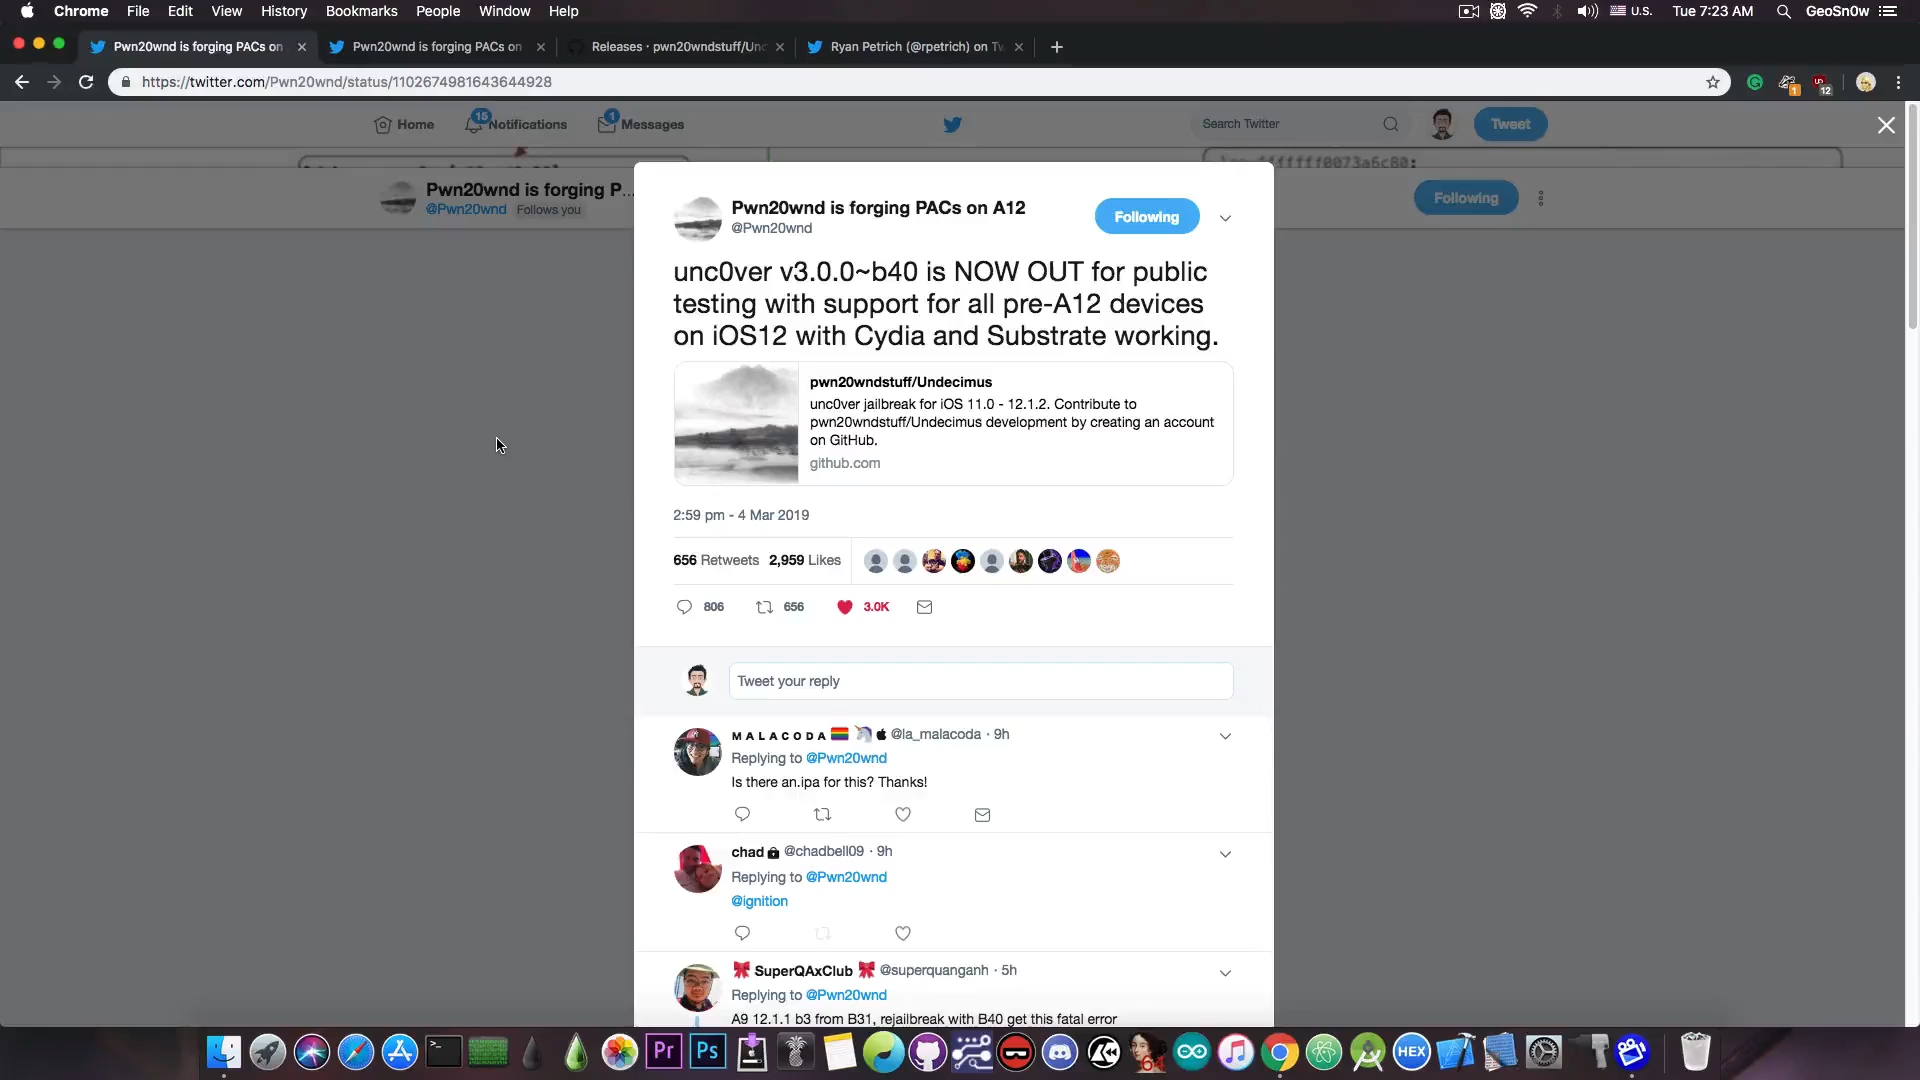 Chrome File Edit View History Bookmarks People Window Help U.S. Tue 7:23 AM GeoSn0w
Pwn20wnd is forging PACs on Pwn20wnd is forging PACs on Releases · pwn20wndstuff/Unc Ryan Petrich (@rpetrich) on Tw
https://twitter.com/Pwn20wnd/status/1102674981643644928
1 12
Home 15 Notifications 1 Messages Search Twitter Tweet
Pwn20wnd is forging P...
@Pwn20wnd Follows you
Following
Pwn20wnd is forging PACs on A12
@Pwn20wnd
Following
unc0ver v3.0.0~b40 is NOW OUT for public
testing with support for all pre-A12 devices
on iOS12 with Cydia and Substrate working.
pwn20wndstuff/Undecimus
unc0ver jailbreak for iOS 11.0 - 12.1.2. Contribute to
pwn20wndstuff/Undecimus development by creating an account
on GitHub.
github.com
2:59 pm - 4 Mar 2019
656 Retweets 2,959 Likes
806 656 3.0K
Tweet your reply
ＭＡＬＡＣＯＤＡ 🏳️‍🌈 🦄 @la_malacoda · 9h
Replying to @Pwn20wnd
Is there an.ipa for this? Thanks!
chad @chadbell09 · 9h
Replying to @Pwn20wnd
@ignition
🎀 SuperQAxClub 🎀 @superquanganh · 5h
Replying to @Pwn20wnd
A9 12.1.1 b3 from B31, rejailbreak with B40 get this fatal error
Pr Ps 64 HEX